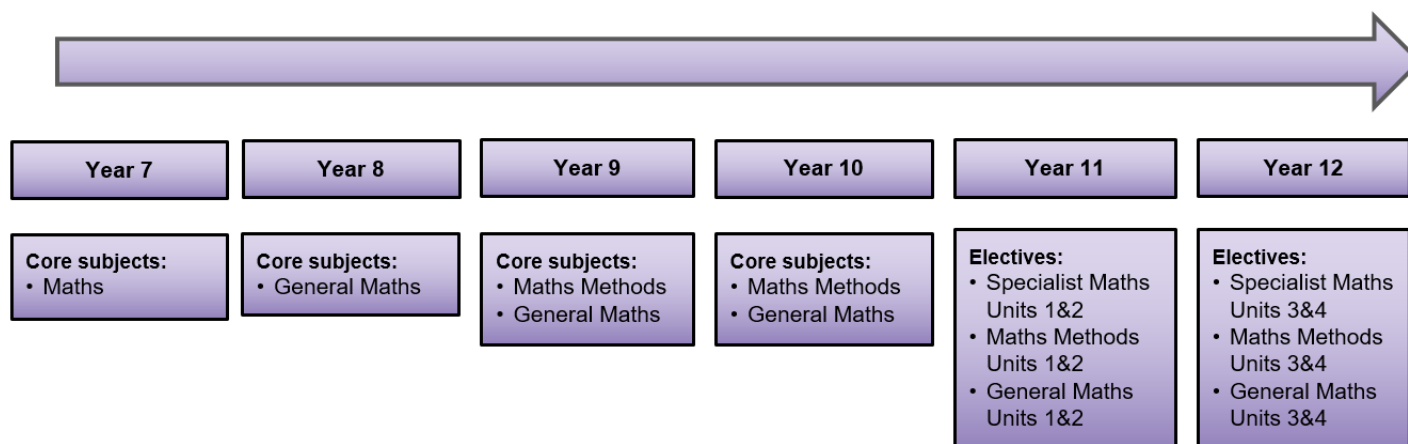 Year 7
Year 8
Year 9
Year 10
Year 11
Year 12
Core subjects:
• Maths
Core subjects:
• General Maths
Core subjects:
• Maths Methods
• General Maths
Core subjects:
• Maths Methods
• General Maths
Electives:
• Specialist Maths
Units 1&2
• Maths Methods
Units 1&2
• General Maths
Units 1&2
Electives:
• Specialist Maths
Units 3&4
• Maths Methods
Units 3&4
• General Maths
Units 3&4